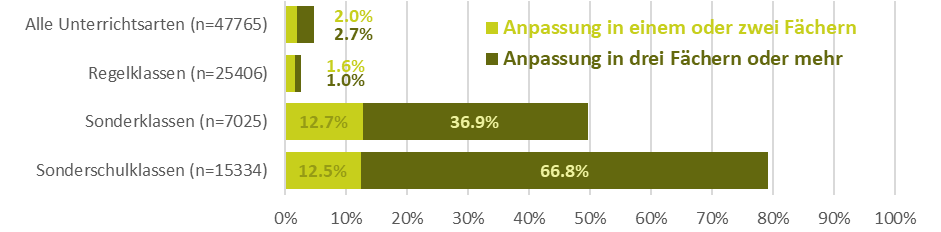 Alle Unterrichtsarten (n=47765)
2.0%
2.7%
Anpassung in einem oder zwei Fächern
Anpassung in drei Fächern oder mehr
Regelklassen (n=25406)
1.6%
1.0%
Sonderklassen (n=7025)
12.7%
36.9%
Sonderschulklassen (n=15334)
12.5%
66.8%
0% 10% 20% 30% 40% 50% 60% 70% 80% 90% 100%